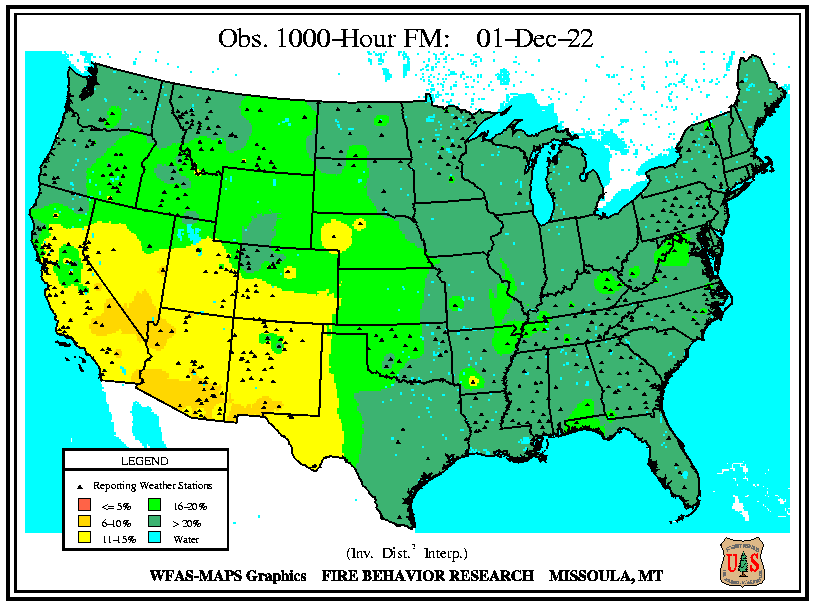 Obs. 1000-Hour FM: 01-Dec-22
LEGEND
Reporting Weather Stations
<= 5% 16-20%
6-10% > 20%
11-15% Water
(Inv. Dist.² Interp.)
WFAS-MAPS Graphics FIRE BEHAVIOR RESEARCH MISSOULA, MT
U S